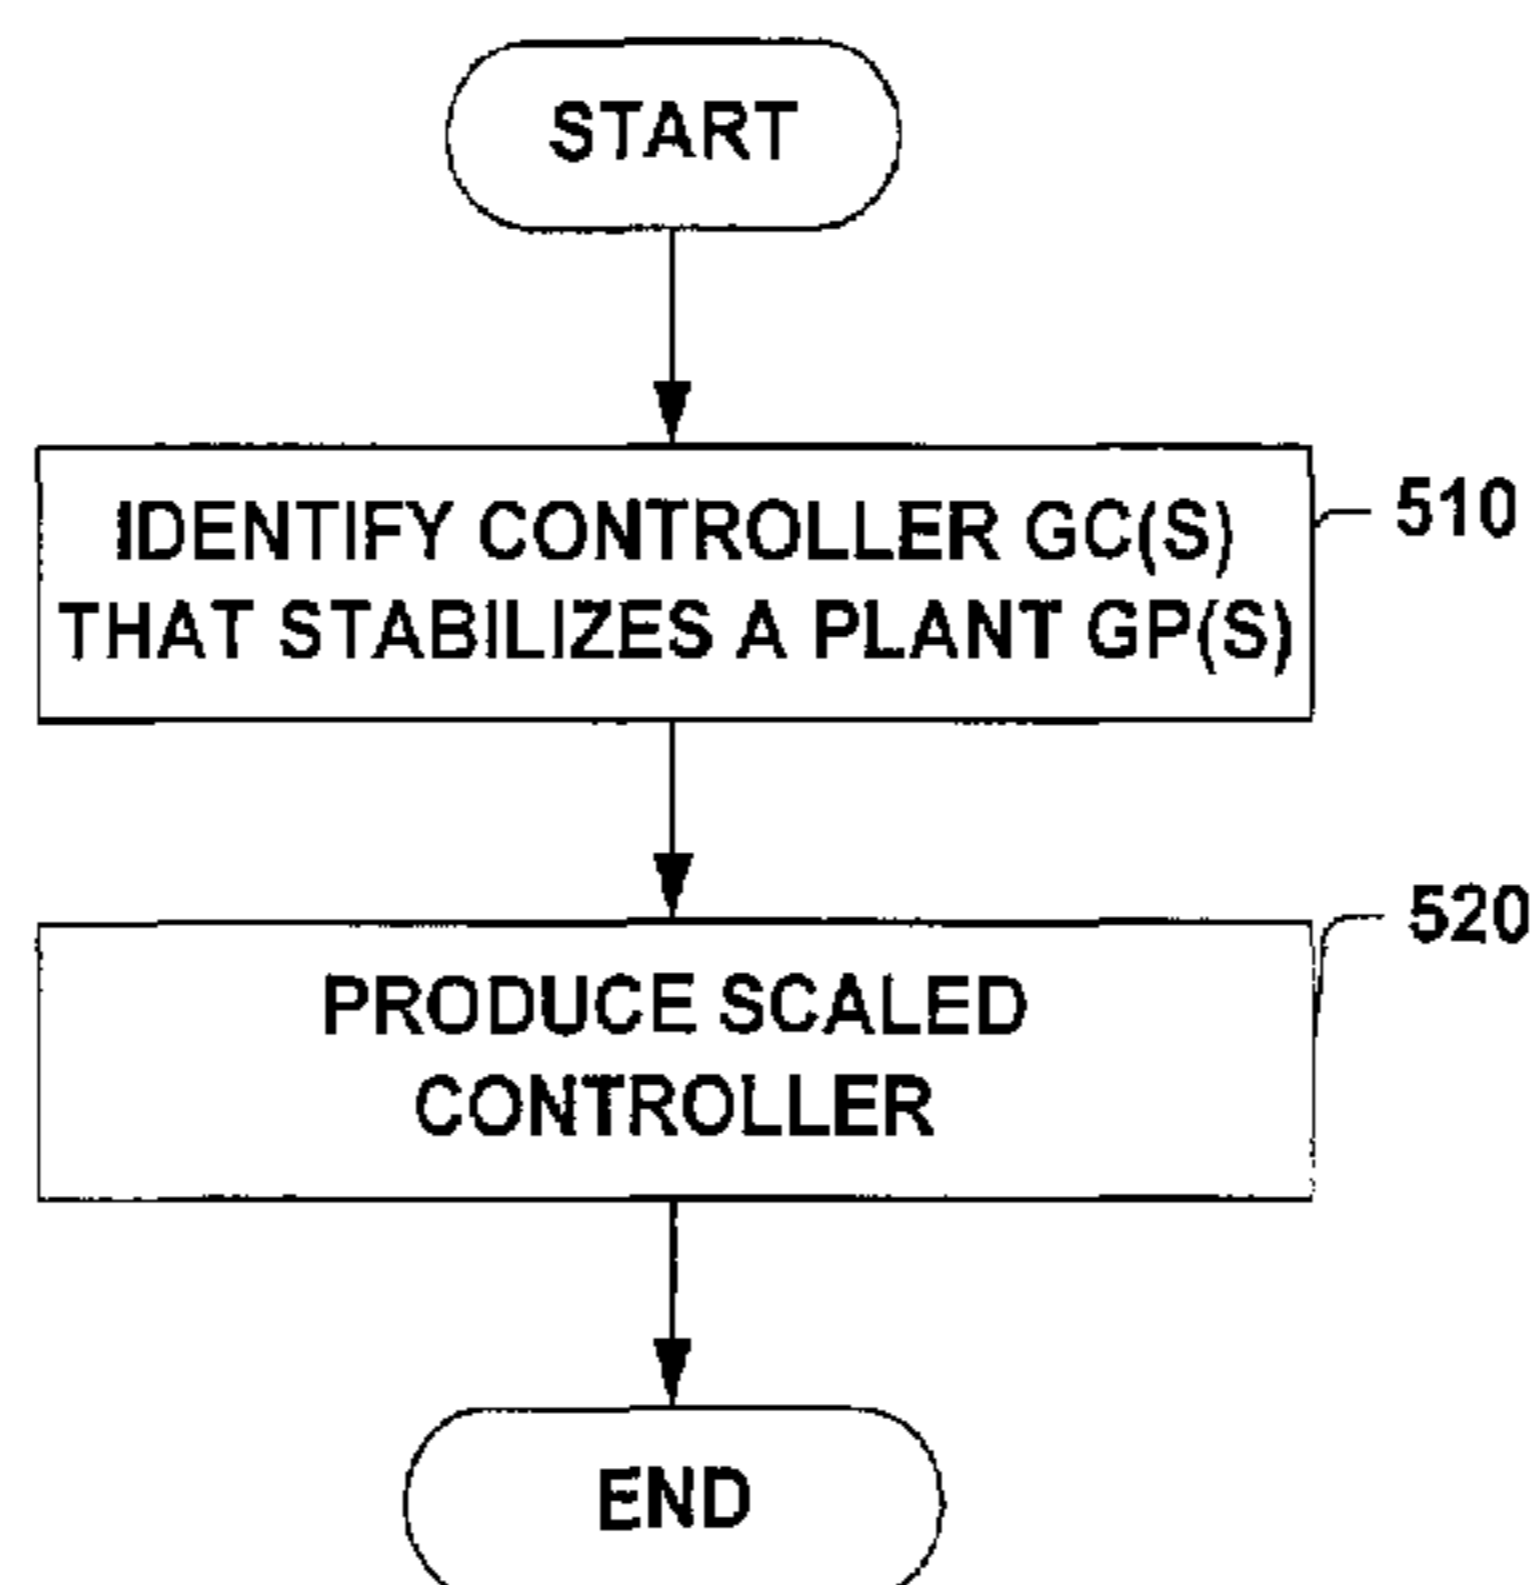 START
IDENTIFY CONTROLLER GC(S)
THAT STABILIZES A PLANT GP(S)
510
PRODUCE SCALED
CONTROLLER
520
END